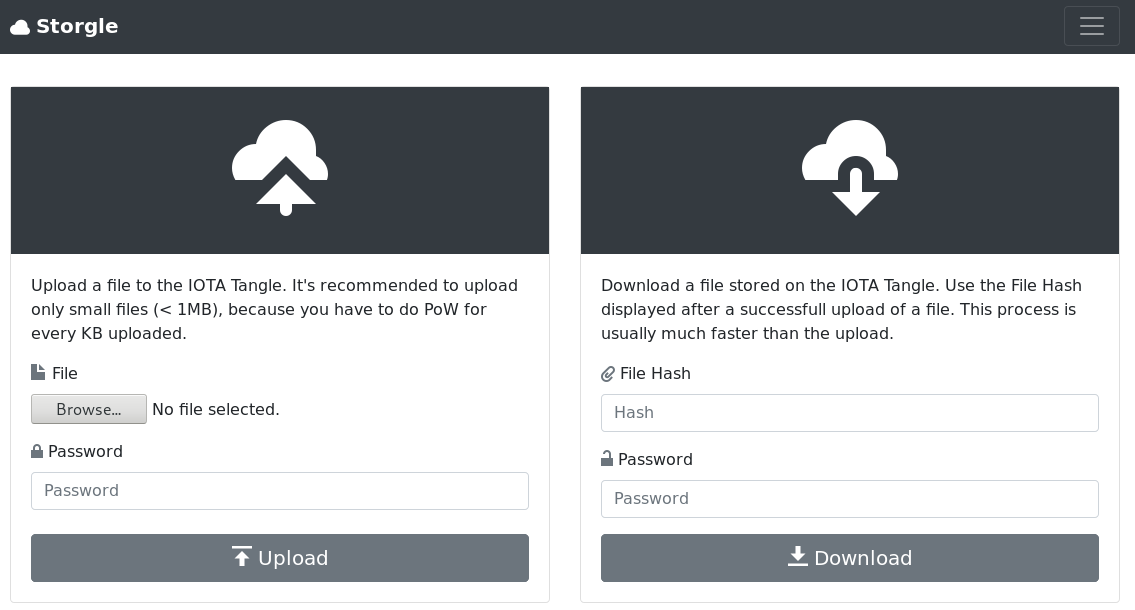 Storgle
Upload a file to the IOTA Tangle. It's recommended to upload
only small files (< 1MB), because you have to do PoW for
every KB uploaded.
File
Browse... No file selected.
Password
Password
Upload
Download a file stored on the IOTA Tangle. Use the File Hash
displayed after a successfull upload of a file. This process is
usually much faster than the upload.
File Hash
Hash
Password
Password
Download